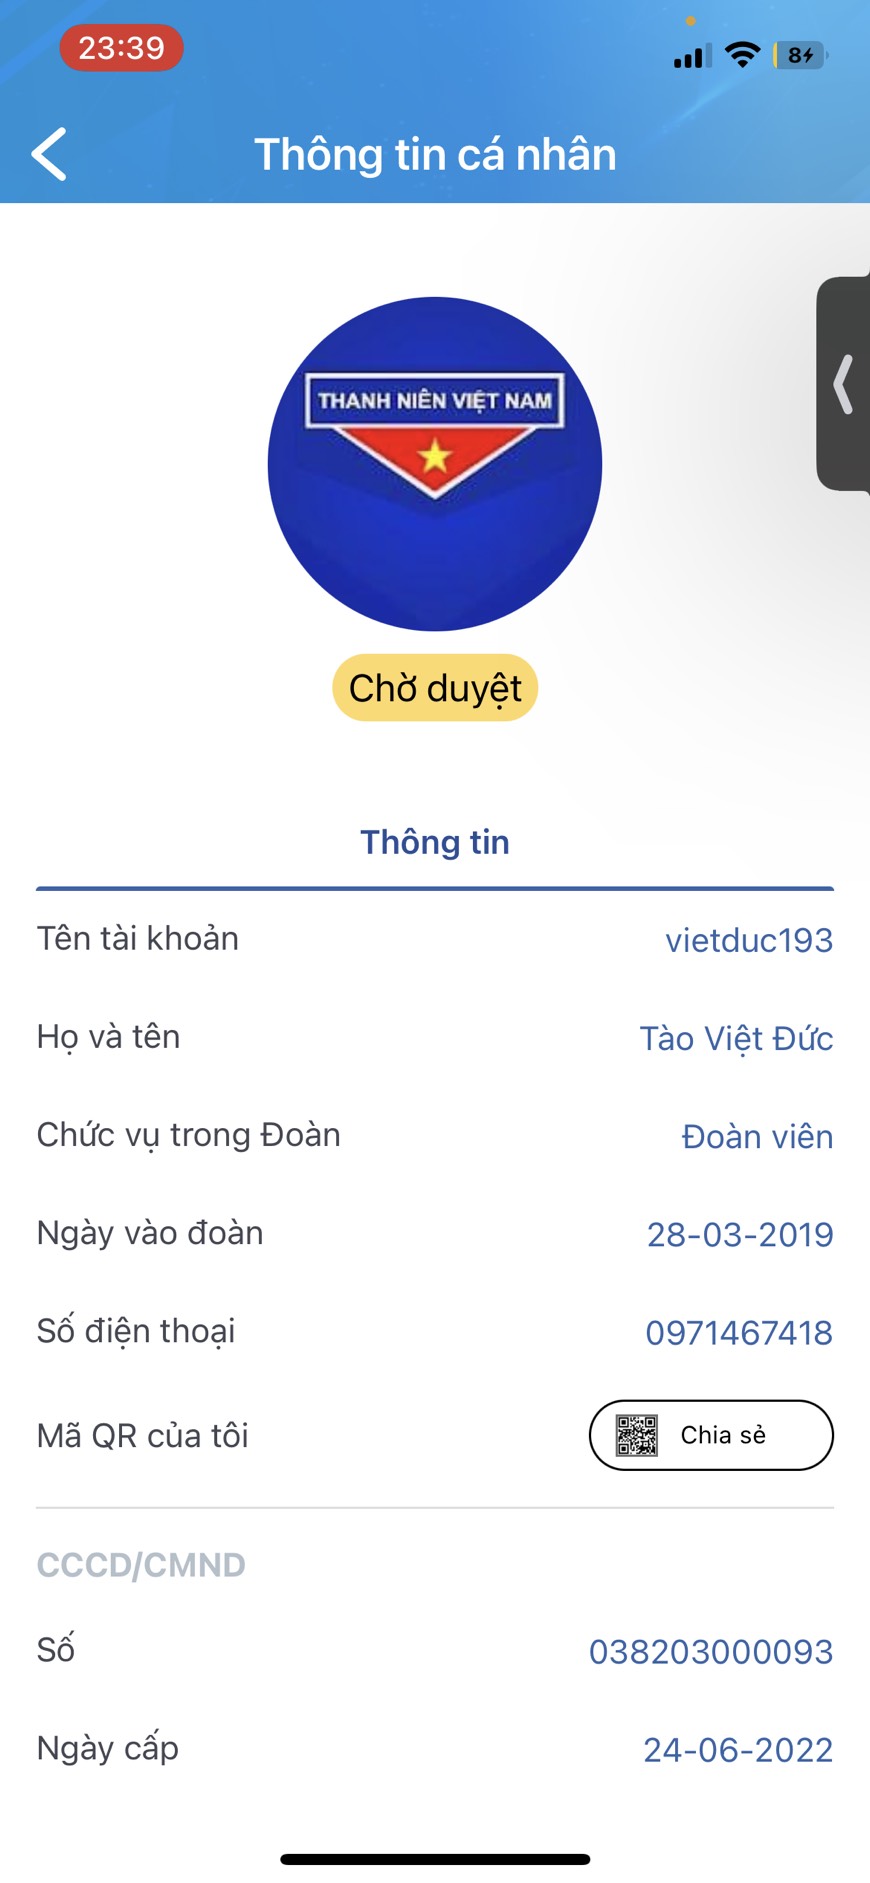 23:39
8
Thông tin cá nhân
THANH NIÊN VIỆT NAM
Chờ duyệt
Thông tin
Tên tài khoản vietduc193
Họ và tên Tào Việt Đức
Chức vụ trong Đoàn Đoàn viên
Ngày vào đoàn 28-03-2019
Số điện thoại 0971467418
Mã QR của tôi Chia sẻ
CCCD/CMND
Số 038203000093
Ngày cấp 24-06-2022